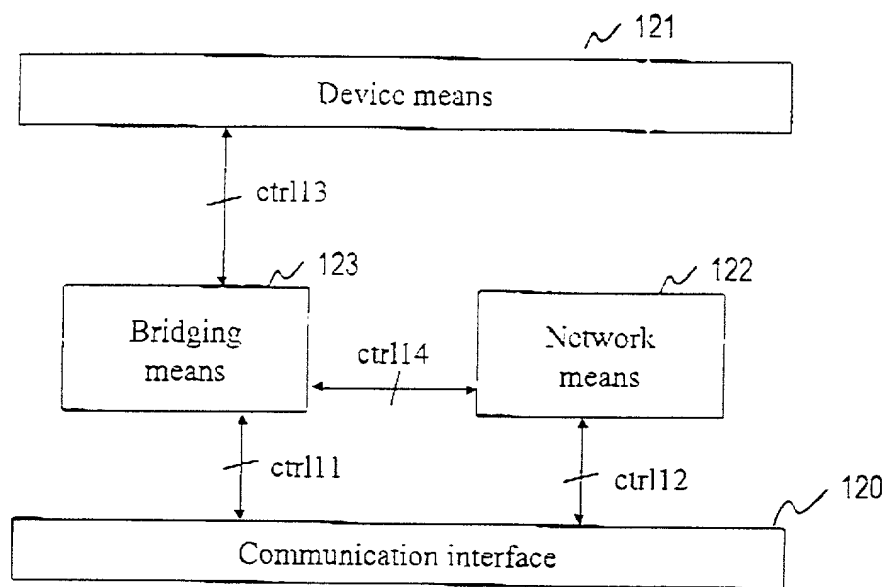 121
Device means
ctrl13
123
122
Bridging
means
Network
means
ctrl14
ctrl11
ctrl12
120
Communication interface